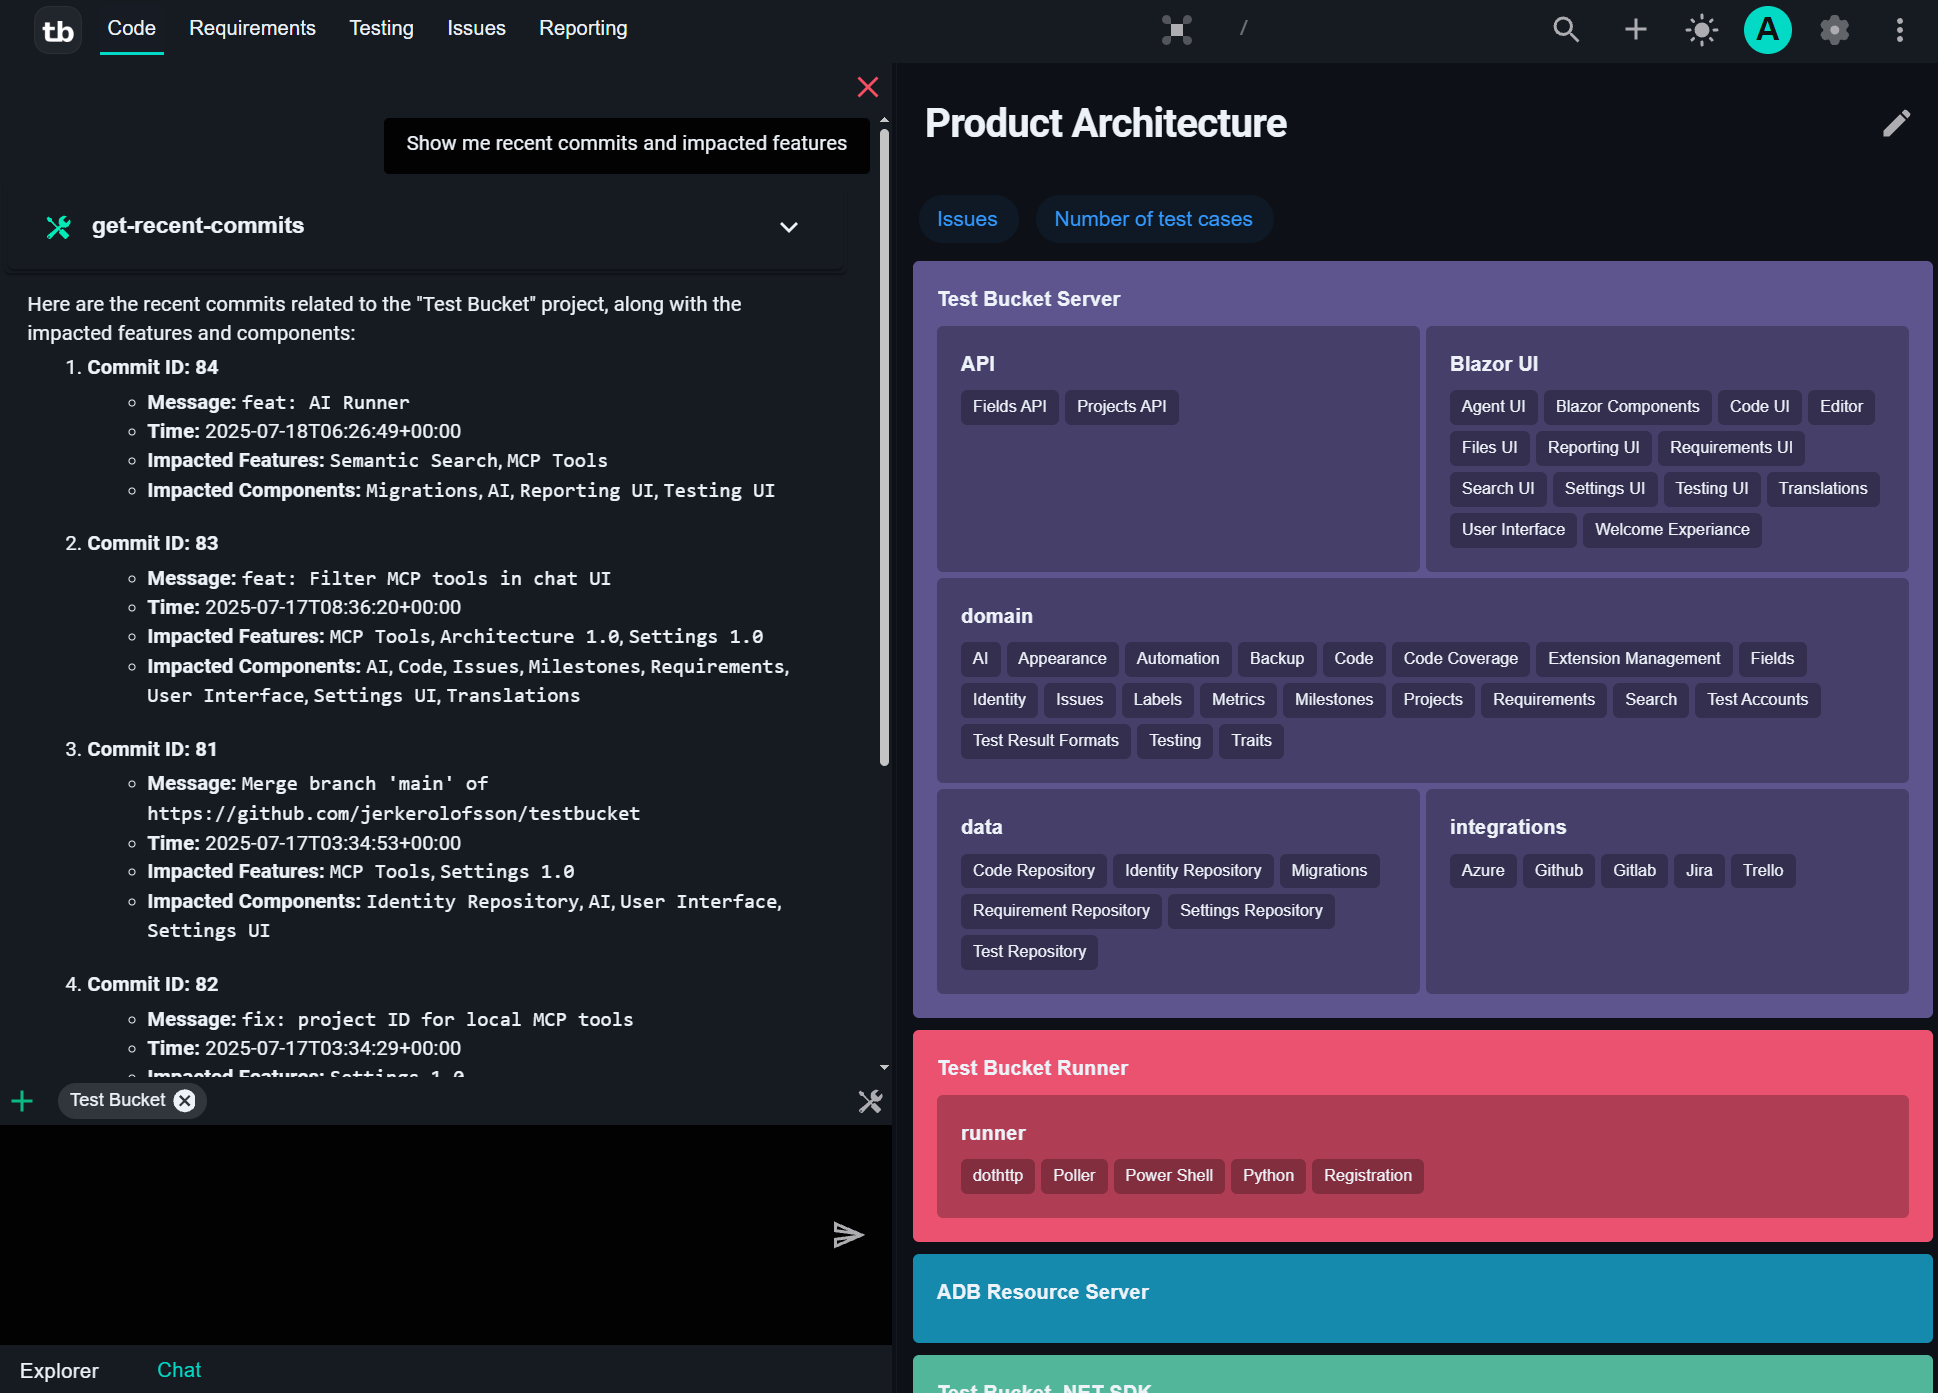 tb Code Requirements Testing Issues Reporting / A
Show me recent commits and impacted features
get-recent-commits
Here are the recent commits related to the "Test Bucket" project, along with the
impacted features and components:
1. Commit ID: 84
Message: feat: AI Runner
Time: 2025-07-18T06:26:49+00:00
Impacted Features: Semantic Search, MCP Tools
Impacted Components: Migrations, AI, Reporting UI, Testing UI
2. Commit ID: 83
Message: feat: Filter MCP tools in chat UI
Time: 2025-07-17T08:36:20+00:00
Impacted Features: MCP Tools, Architecture 1.0, Settings 1.0
Impacted Components: AI, Code, Issues, Milestones, Requirements,
User Interface, Settings UI, Translations
3. Commit ID: 81
Message: Merge branch 'main' of
https://github.com/jerkerolofsson/testbucket
Time: 2025-07-17T03:34:53+00:00
Impacted Features: MCP Tools, Settings 1.0
Impacted Components: Identity Repository, AI, User Interface,
Settings UI
4. Commit ID: 82
Message: fix: project ID for local MCP tools
Time: 2025-07-17T03:34:29+00:00
Impacted Features: Settings 1.0
Test Bucket
Explorer Chat
Product Architecture
Issues Number of test cases
Test Bucket Server
API
Fields API Projects API
Blazor UI
Agent UI Blazor Components Code UI Editor
Files UI Reporting UI Requirements UI
Search UI Settings UI Testing UI Translations
User Interface Welcome Experiance
domain
AI Appearance Automation Backup Code Code Coverage Extension Management Fields
Identity Issues Labels Metrics Milestones Projects Requirements Search Test Accounts
Test Result Formats Testing Traits
data
Code Repository Identity Repository Migrations
Requirement Repository Settings Repository
Test Repository
integrations
Azure Github Gitlab Jira Trello
Test Bucket Runner
runner
dothttp Poller Power Shell Python Registration
ADB Resource Server
Test Bucket .NET SDK